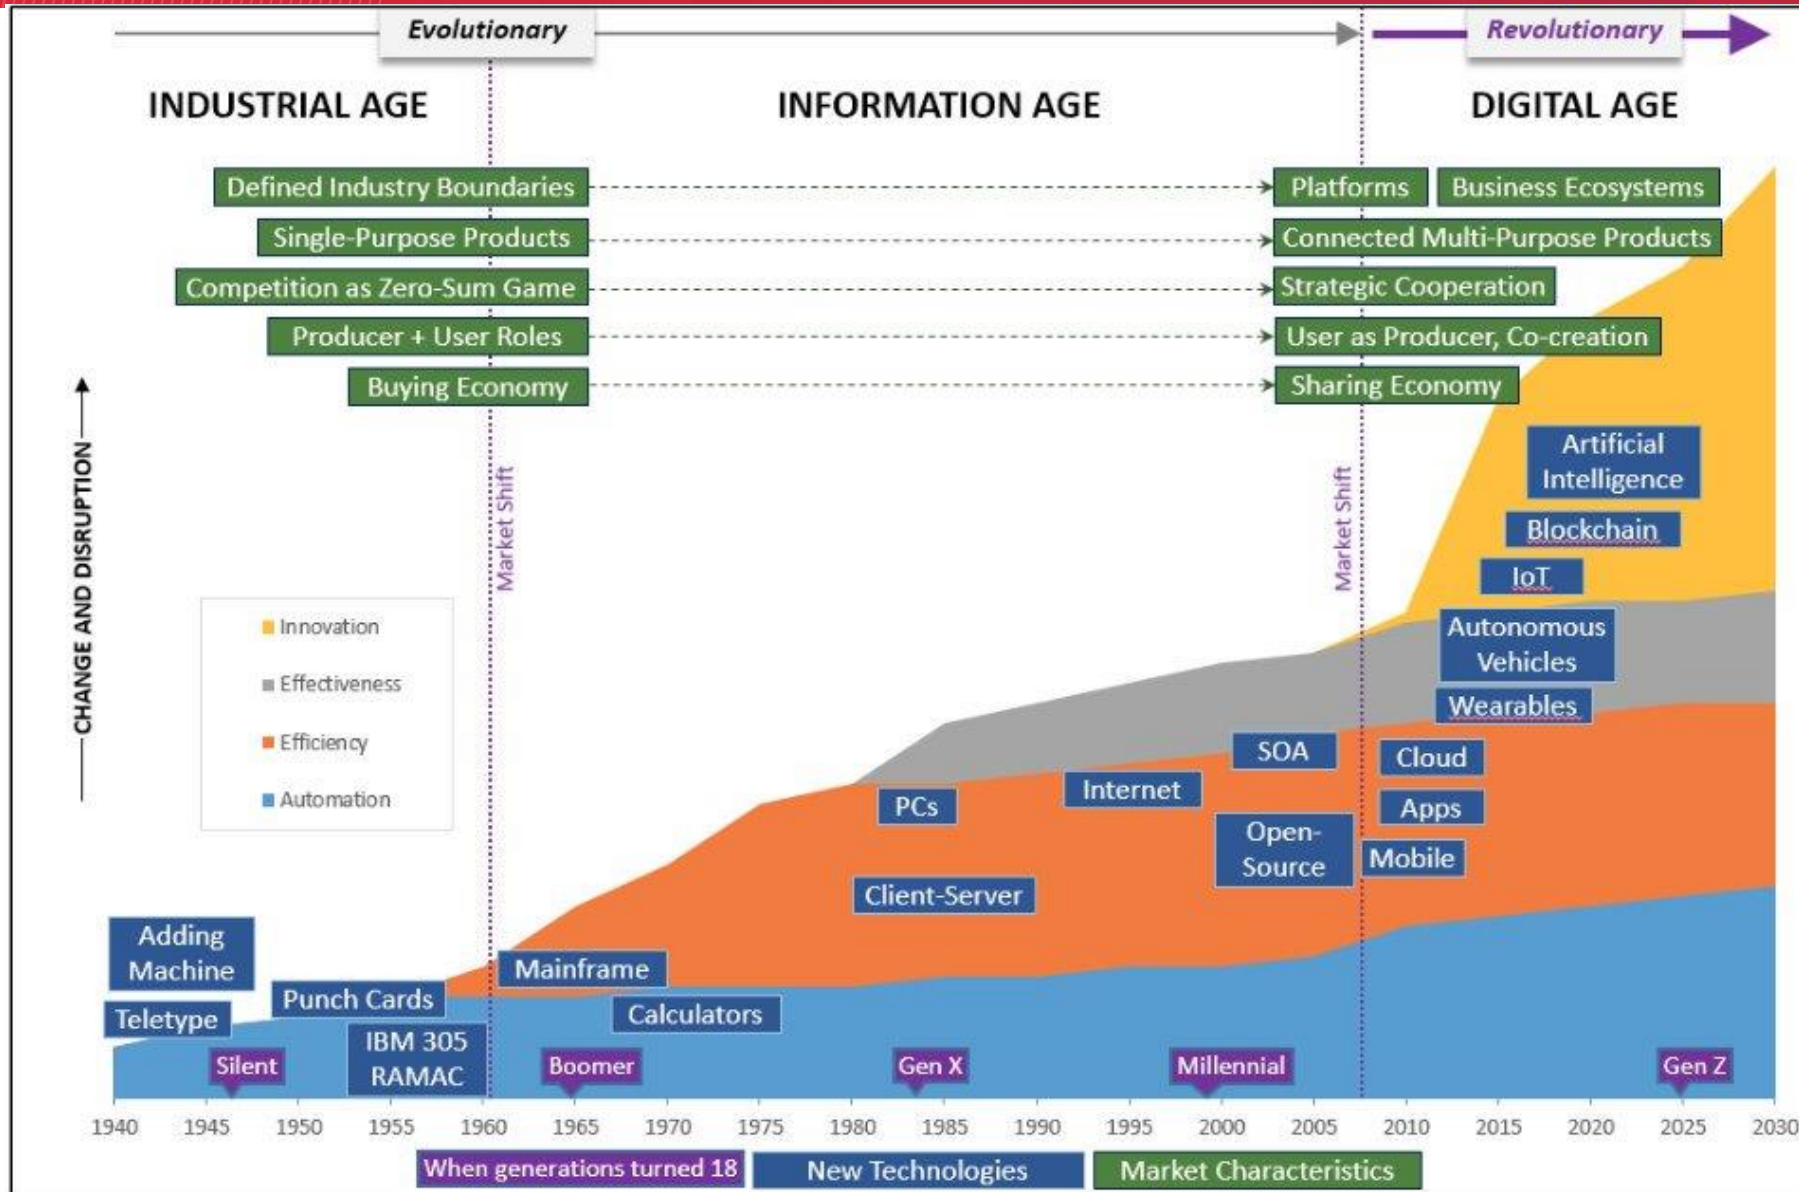 Evolutionary
Revolutionary
INDUSTRIAL AGE
INFORMATION AGE
DIGITAL AGE
Defined Industry Boundaries
Platforms
Business Ecosystems
Single-Purpose Products
Connected Multi-Purpose Products
Competition as Zero-Sum Game
Strategic Cooperation
Producer + User Roles
User as Producer, Co-creation
Buying Economy
Sharing Economy
CHANGE AND DISRUPTION
Market Shift
Market Shift
Innovation
Effectiveness
Efficiency
Automation
Artificial
Intelligence
Blockchain
IoT
Autonomous
Vehicles
Wearables
SOA
Cloud
PCs
Internet
Apps
Open-
Source
Mobile
Client-Server
Adding
Machine
Mainframe
Punch Cards
Teletype
Calculators
IBM 305
RAMAC
Silent
Boomer
Gen X
Millennial
Gen Z
1940 1945 1950 1955 1960 1965 1970 1975 1980 1985 1990 1995 2000 2005 2010 2015 2020 2025 2030
When generations turned 18
New Technologies
Market Characteristics